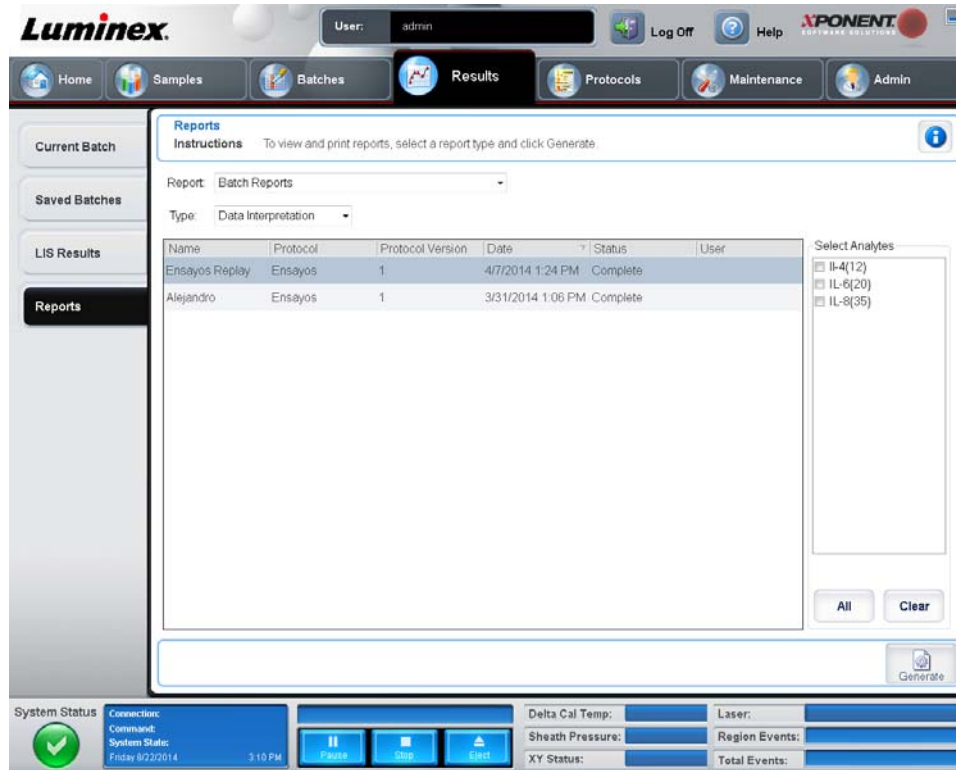 Luminex.
User: admin
Log Off
Help
XPONENT.
SOFTWARE SOLUTIONS
Home
Samples
Batches
Results
Protocols
Maintenance
Admin
Current Batch
Saved Batches
LIS Results
Reports
Reports
Instructions To view and print reports, select a report type and click Generate.
Report: Batch Reports
Type: Data Interpretation
Name Protocol Protocol Version Date Status User
Ensayos Replay Ensayos 1 4/7/2014 1:24 PM Complete
Alejandro Ensayos 1 3/31/2014 1:06 PM Complete
Select Analytes
Il-4(12)
IL-6(20)
IL-8(35)
All Clear
Generate
System Status
Connection:
Command:
System State:
Friday 8/22/2014 3:10 PM
Pause
Stop
Eject
Delta Cal Temp:
Sheath Pressure:
XY Status:
Laser:
Region Events:
Total Events: